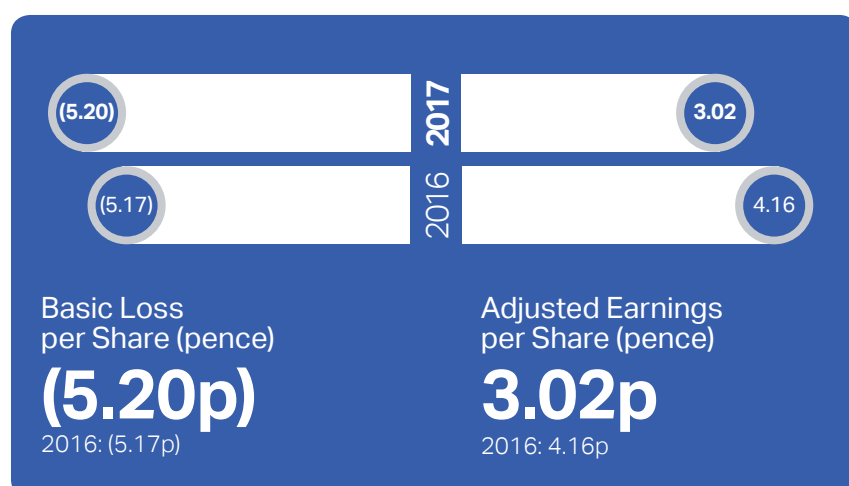 (5.20) 2017 3.02
(5.17) 2016 4.16
Basic Loss
per Share (pence)
(5.20p)
2016: (5.17p)
Adjusted Earnings
per Share (pence)
3.02p
2016: 4.16p